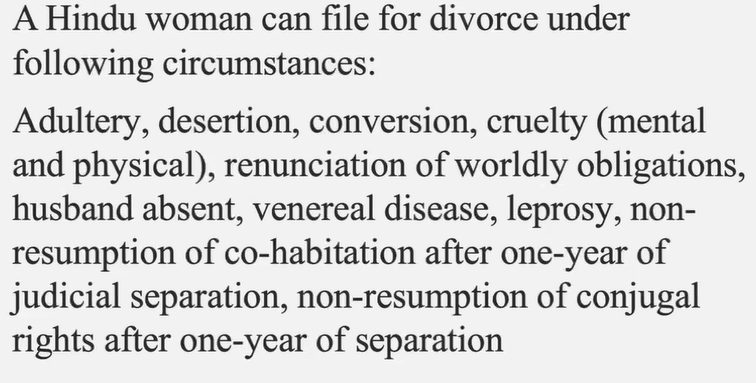 A Hindu woman can file for divorce under
following circumstances:
Adultery, desertion, conversion, cruelty (mental
and physical), renunciation of worldly obligations,
husband absent, venereal disease, leprosy, non-
resumption of co-habitation after one-year of
judicial separation, non-resumption of conjugal
rights after one-year of separation